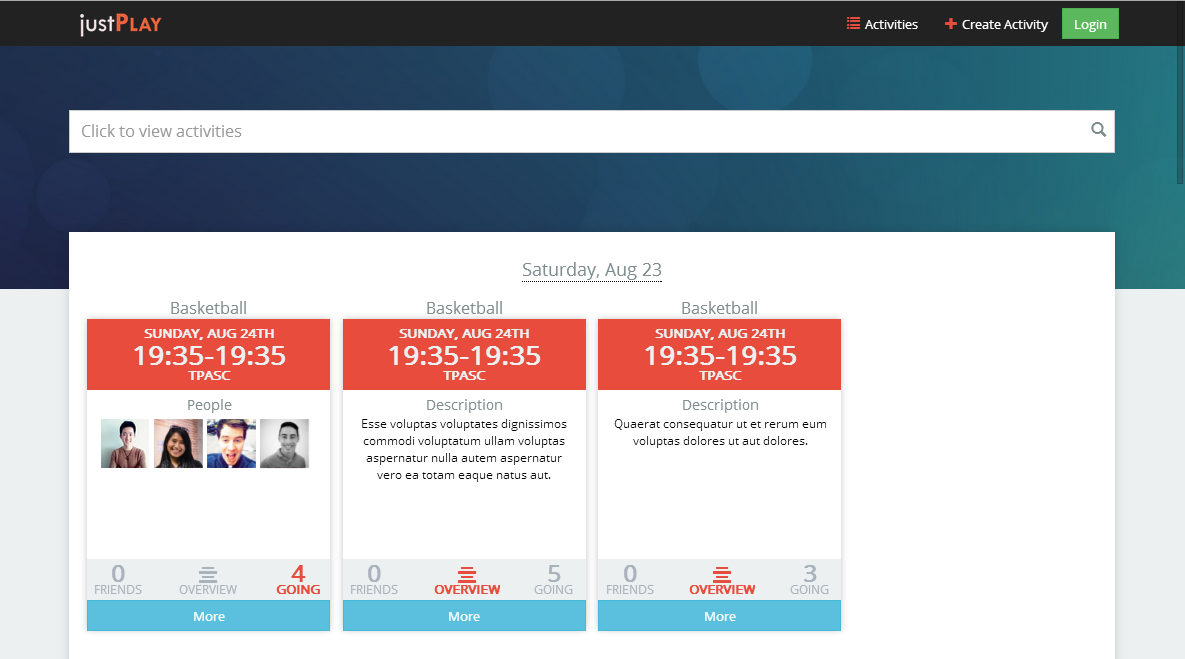 justPLAY
Activities
Create Activity
Login
Click to view activities
Saturday, Aug 23
Basketball
SUNDAY, AUG 24TH
19:35-19:35
TPASC
People
0
FRIENDS
OVERVIEW
4
GOING
More
Basketball
SUNDAY, AUG 24TH
19:35-19:35
TPASC
Description
Esse voluptas voluptates dignissimos
commodi voluptatum ullam voluptas
aspernatur nulla autem aspernatur
vero ea totam eaque natus aut.
0
FRIENDS
OVERVIEW
5
GOING
More
Basketball
SUNDAY, AUG 24TH
19:35-19:35
TPASC
Description
Quaerat consequatur ut et rerum eum
voluptas dolores ut aut dolores.
0
FRIENDS
OVERVIEW
3
GOING
More